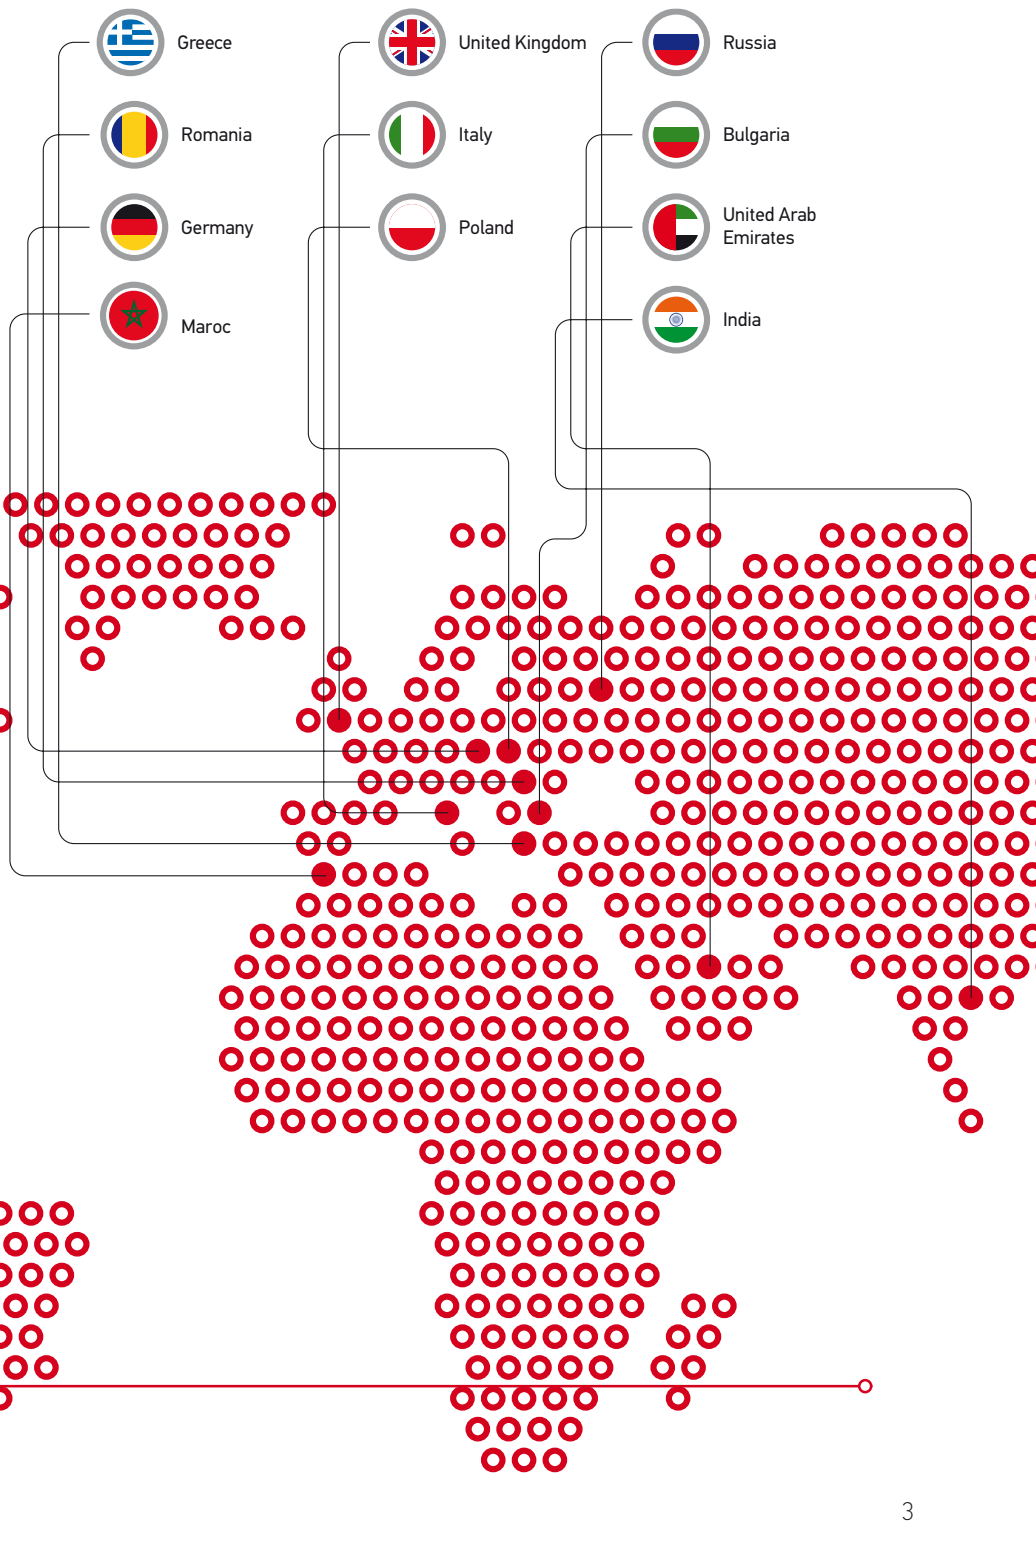 Greece
Romania
Germany
Maroc
United Kingdom
Italy
Poland
Russia
Bulgaria
United Arab
Emirates
India
3